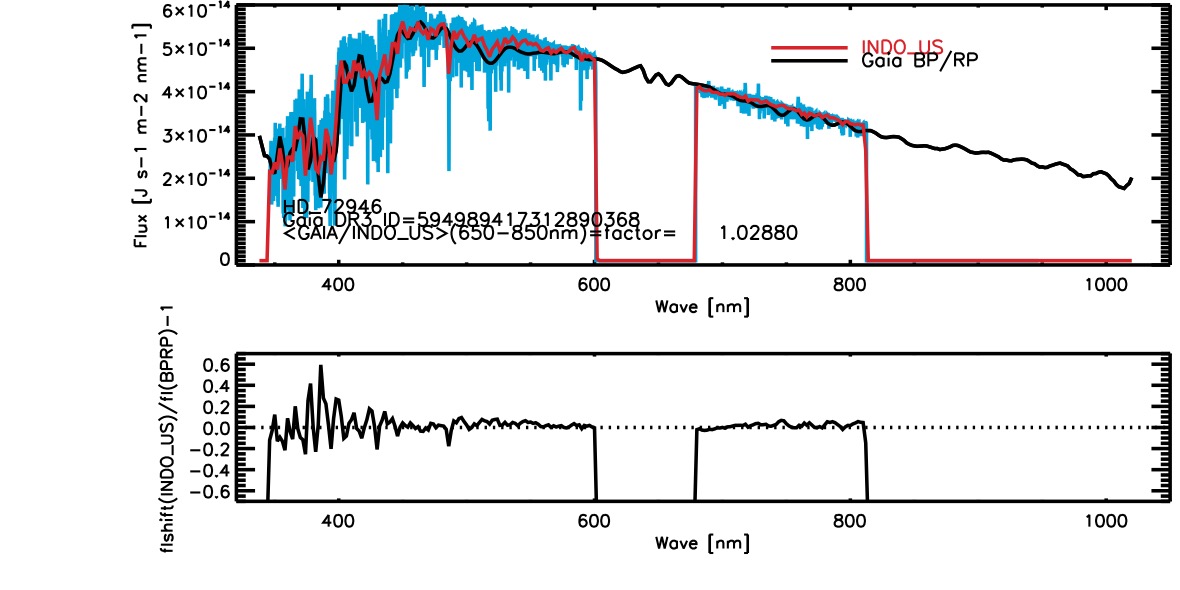 6×10⁻¹⁴
5×10⁻¹⁴
4×10⁻¹⁴
3×10⁻¹⁴
2×10⁻¹⁴
1×10⁻¹⁴
0
Flux [J s−1 m−2 nm−1]
INDO_US
Gaia BP/RP
HD_72946
Gaia DR3 ID=594989417312890368
<GAIA/INDO_US>(650−850nm)=factor= 1.02880
400 600 800 1000
Wave [nm]
0.6
0.4
0.2
0.0
−0.2
−0.4
−0.6
flshift(INDO_US)/fl(BPRP)−1
400 600 800 1000
Wave [nm]